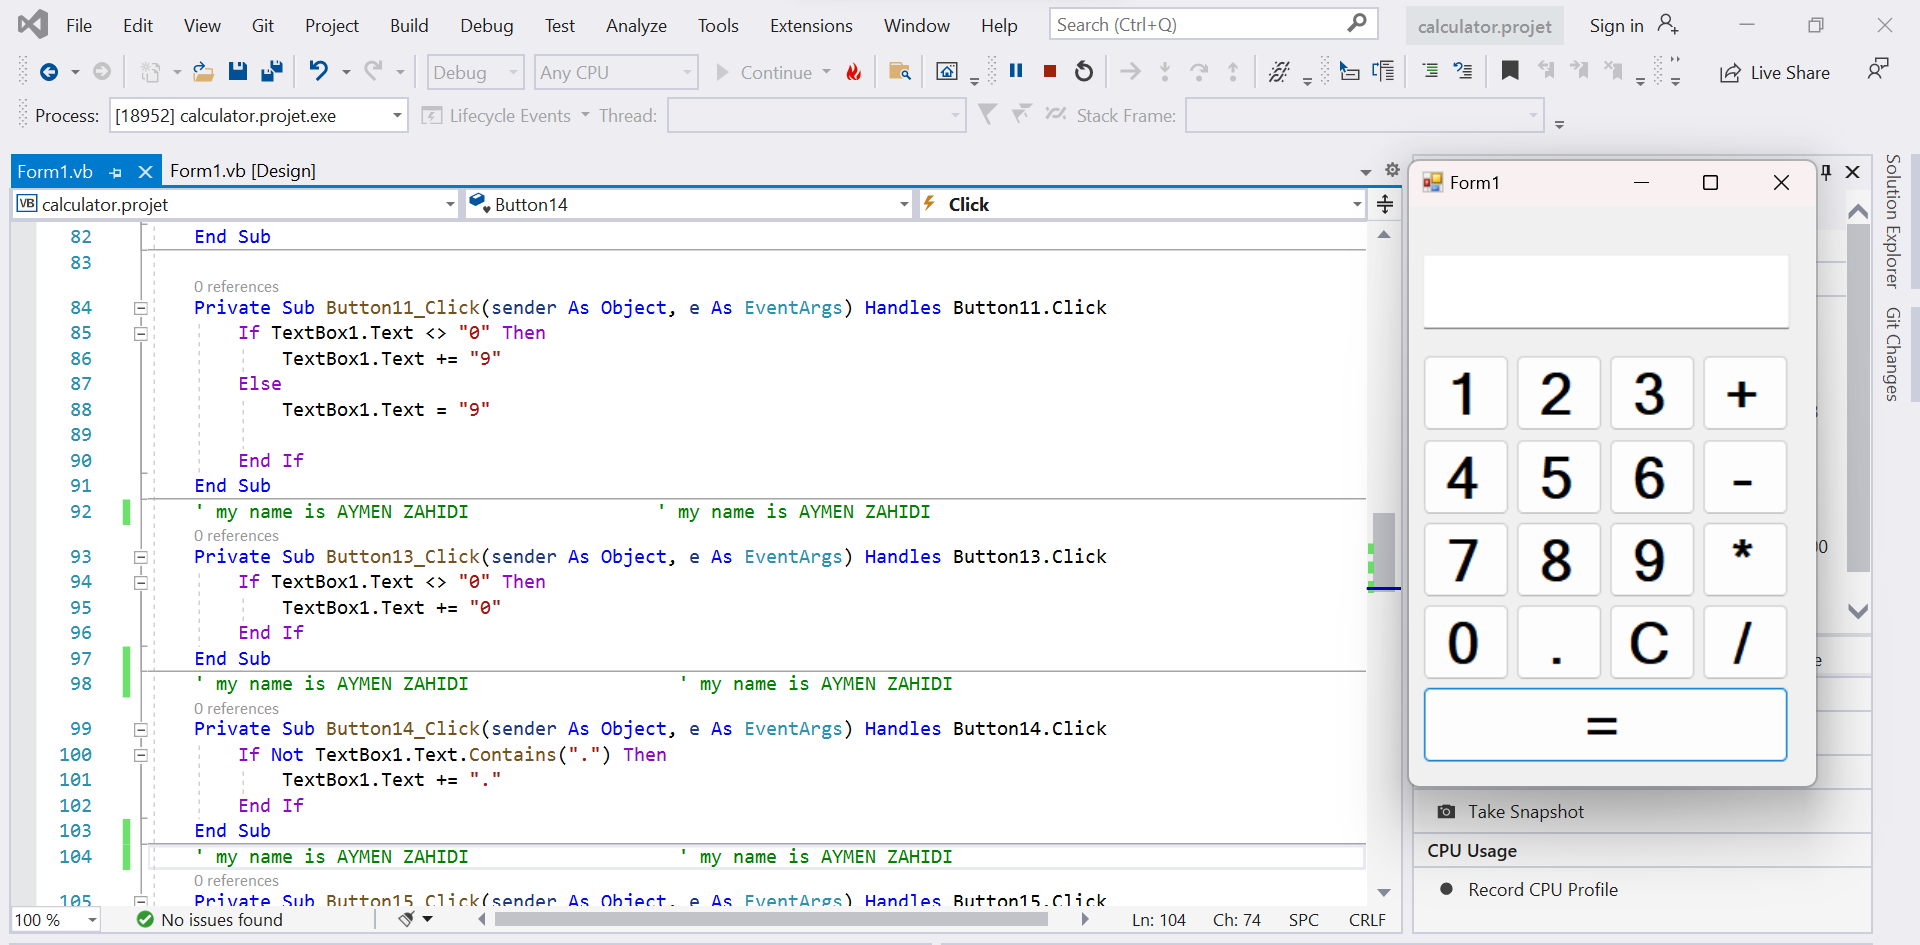 File Edit View Git Project Build Debug Test Analyze Tools Extensions Window Help Search (Ctrl+Q) calculator.projet Sign in
Debug Any CPU Continue Live Share
Process: [18952] calculator.projet.exe Lifecycle Events Thread: Stack Frame:
Form1.vb Form1.vb [Design]
VB calculator.projet Button14 Click
82 End Sub
83
0 references
84 Private Sub Button11_Click(sender As Object, e As EventArgs) Handles Button11.Click
85 If TextBox1.Text <> "0" Then
86 TextBox1.Text += "9"
87 Else
88 TextBox1.Text = "9"
89
90 End If
91 End Sub
92 ' my name is AYMEN ZAHIDI ' my name is AYMEN ZAHIDI
0 references
93 Private Sub Button13_Click(sender As Object, e As EventArgs) Handles Button13.Click
94 If TextBox1.Text <> "0" Then
95 TextBox1.Text += "0"
96 End If
97 End Sub
98 ' my name is AYMEN ZAHIDI ' my name is AYMEN ZAHIDI
0 references
99 Private Sub Button14_Click(sender As Object, e As EventArgs) Handles Button14.Click
100 If Not TextBox1.Text.Contains(".") Then
101 TextBox1.Text += "."
102 End If
103 End Sub
104 ' my name is AYMEN ZAHIDI ' my name is AYMEN ZAHIDI
0 references
105 Private Sub Button15_Click(sender As Object, e As EventArgs) Handles Button15.Click
100 % No issues found Ln: 104 Ch: 74 SPC CRLF
Form1
1 2 3 +
4 5 6 -
7 8 9 *
0 . C /
=
Take Snapshot
CPU Usage
Record CPU Profile
Solution Explorer
Git Changes